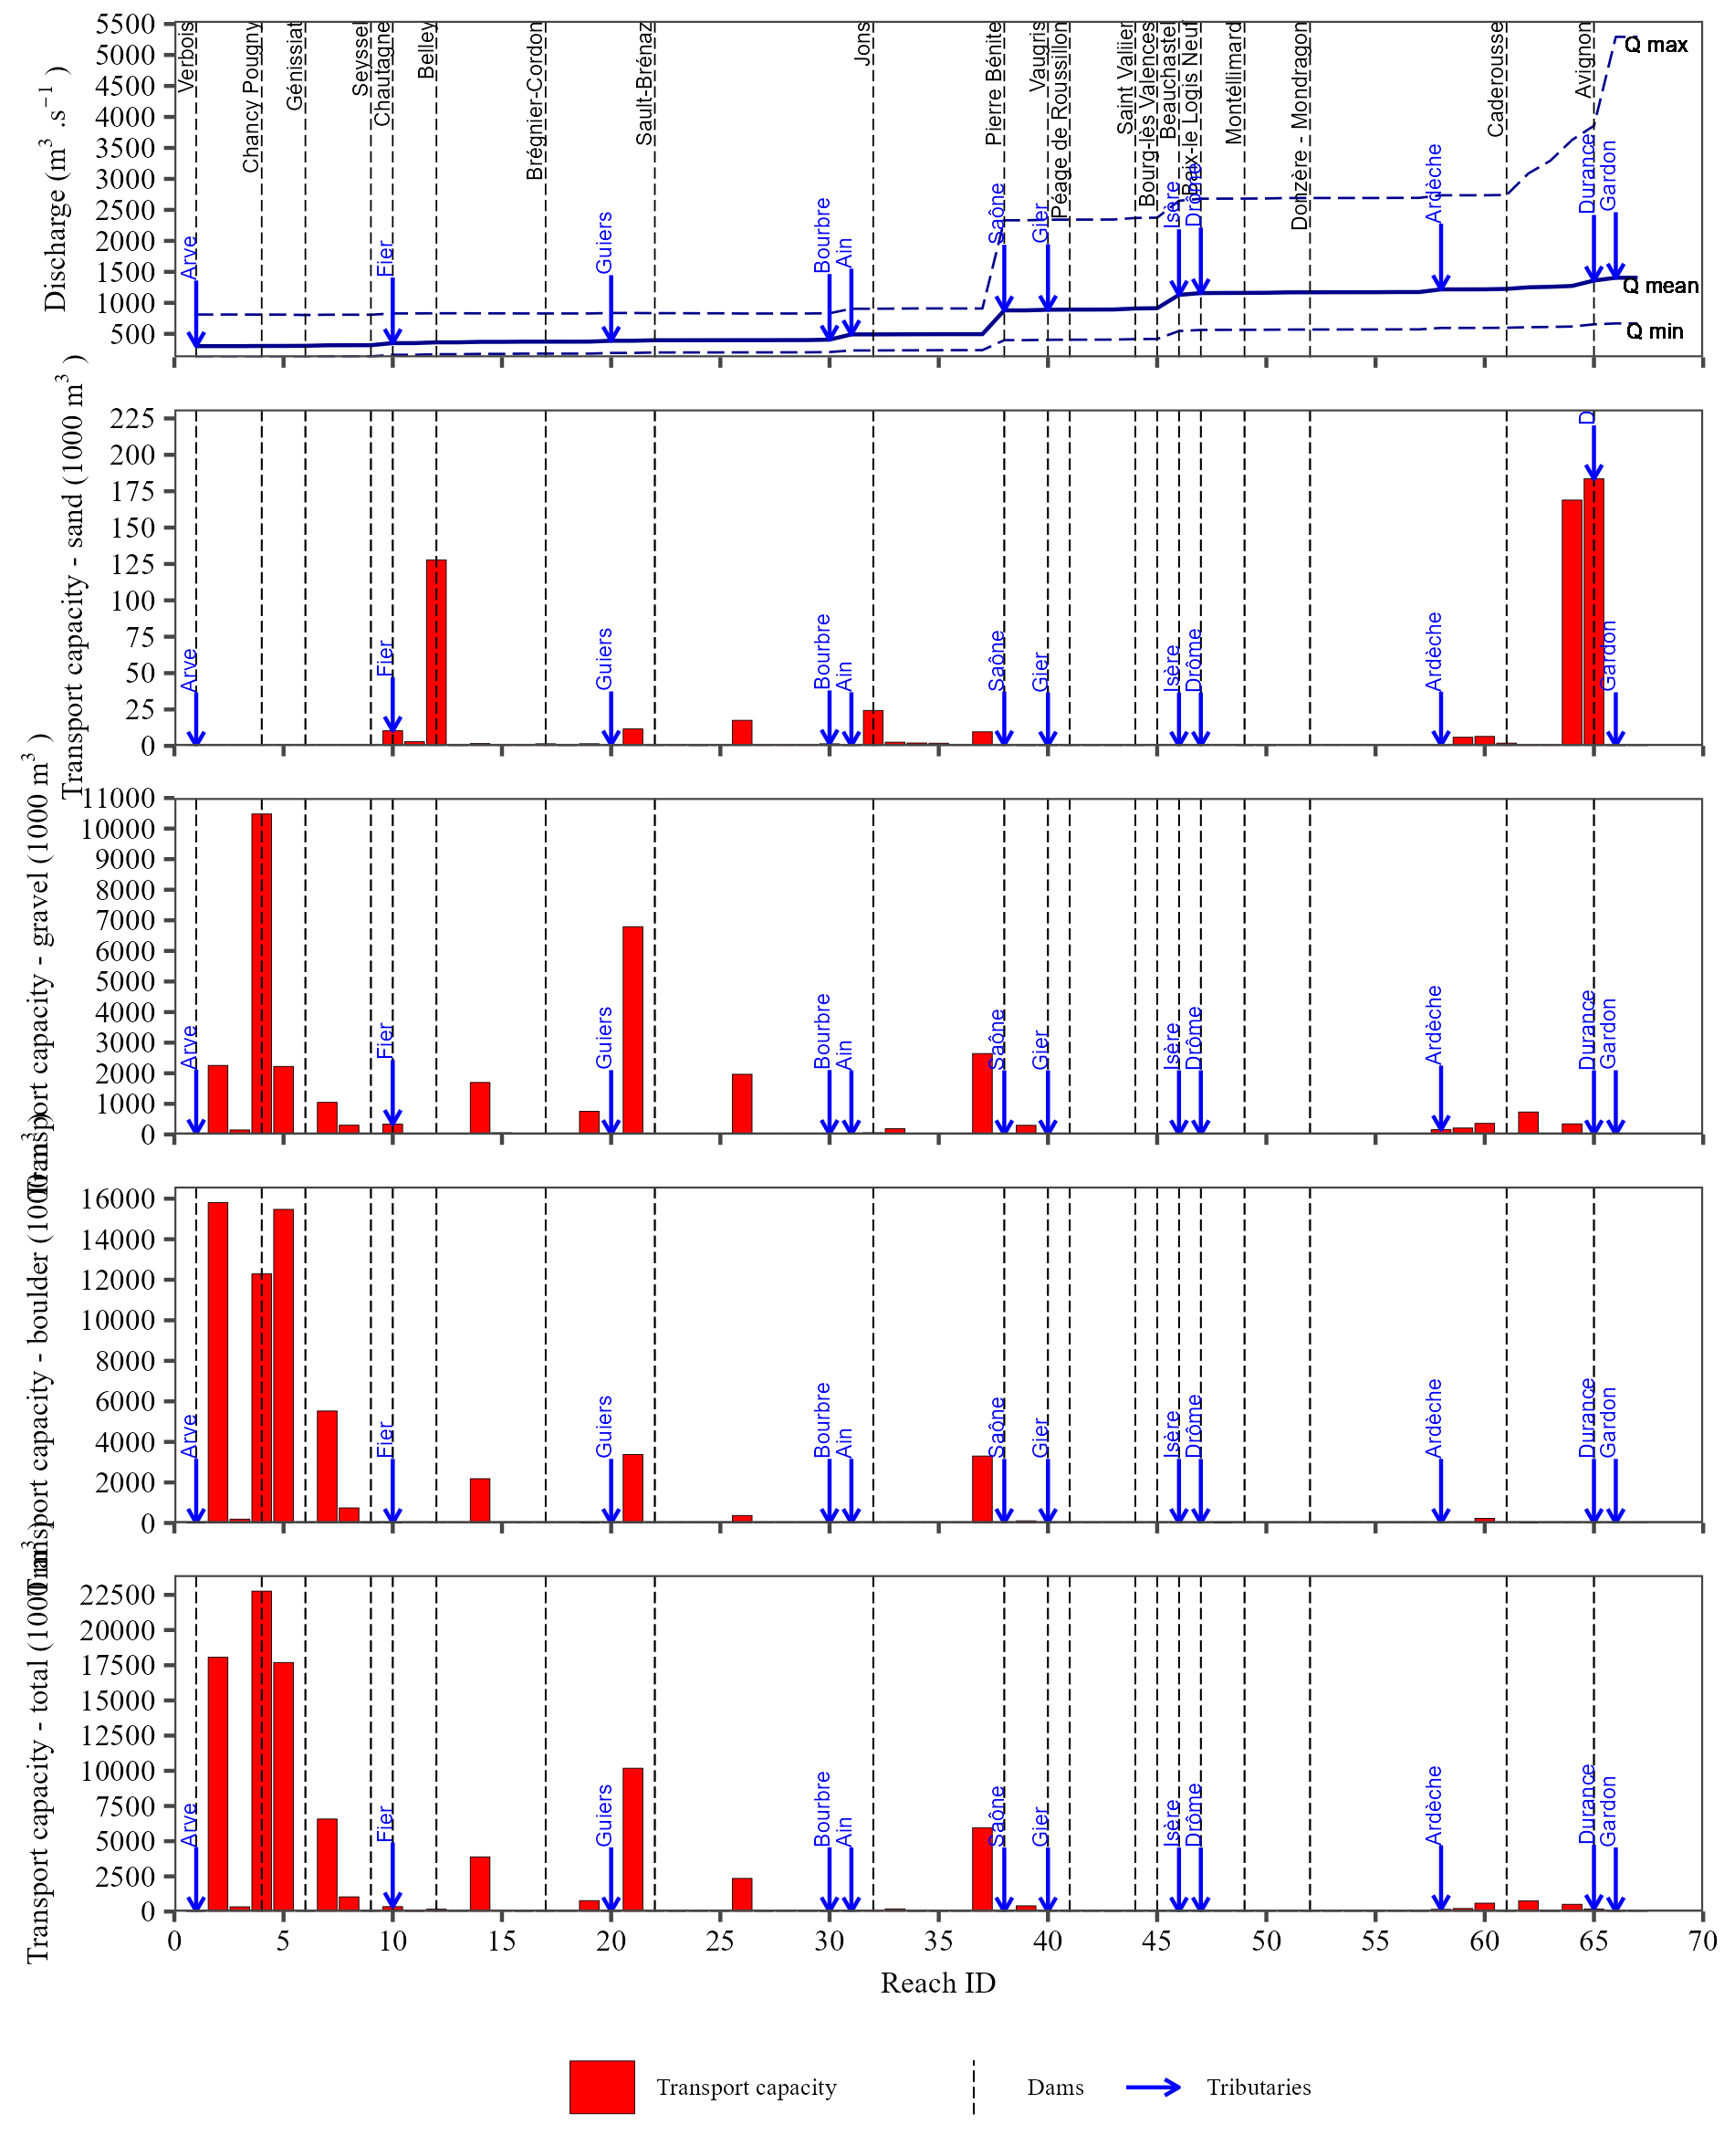 Discharge (m³ .s⁻¹ )
5500
5000
4500
4000
3500
3000
2500
2000
1500
1000
500
Verbois
Chancy Pougny
Génissiat
Seyssel
Chautagne
Belley
Brégnier-Cordon
Sault-Brénaz
Jons
Pierre Bénite
Vaugris
Péage de Roussillon
Saint Vallier
Bourg-lès Valences
Beauchastel
Baix-le Logis Neuf
Montélimard
Donzère - Mondragon
Caderousse
Avignon
Arve
Fier
Guiers
Bourbre
Ain
Saône
Gier
Isère
Drôme
Ardèche
Durance
Gardon
Q max
Q mean
Q min
Transport capacity - sand (1000 m³ )
225
200
175
150
125
100
75
50
25
0
Arve
Fier
Guiers
Bourbre
Ain
Saône
Gier
Isère
Drôme
Ardèche
D
Gardon
Transport capacity - gravel (1000 m³ )
11000
10000
9000
8000
7000
6000
5000
4000
3000
2000
1000
0
Arve
Fier
Guiers
Bourbre
Ain
Saône
Gier
Isère
Drôme
Ardèche
Durance
Gardon
Transport capacity - boulder (1000 m³ )
16000
14000
12000
10000
8000
6000
4000
2000
0
Arve
Fier
Guiers
Bourbre
Ain
Saône
Gier
Isère
Drôme
Ardèche
Durance
Gardon
Transport capacity - total (1000 m³ )
22500
20000
17500
15000
12500
10000
7500
5000
2500
0
Arve
Fier
Guiers
Bourbre
Ain
Saône
Gier
Isère
Drôme
Ardèche
Durance
Gardon
0 5 10 15 20 25 30 35 40 45 50 55 60 65 70
Reach ID
Transport capacity Dams Tributaries